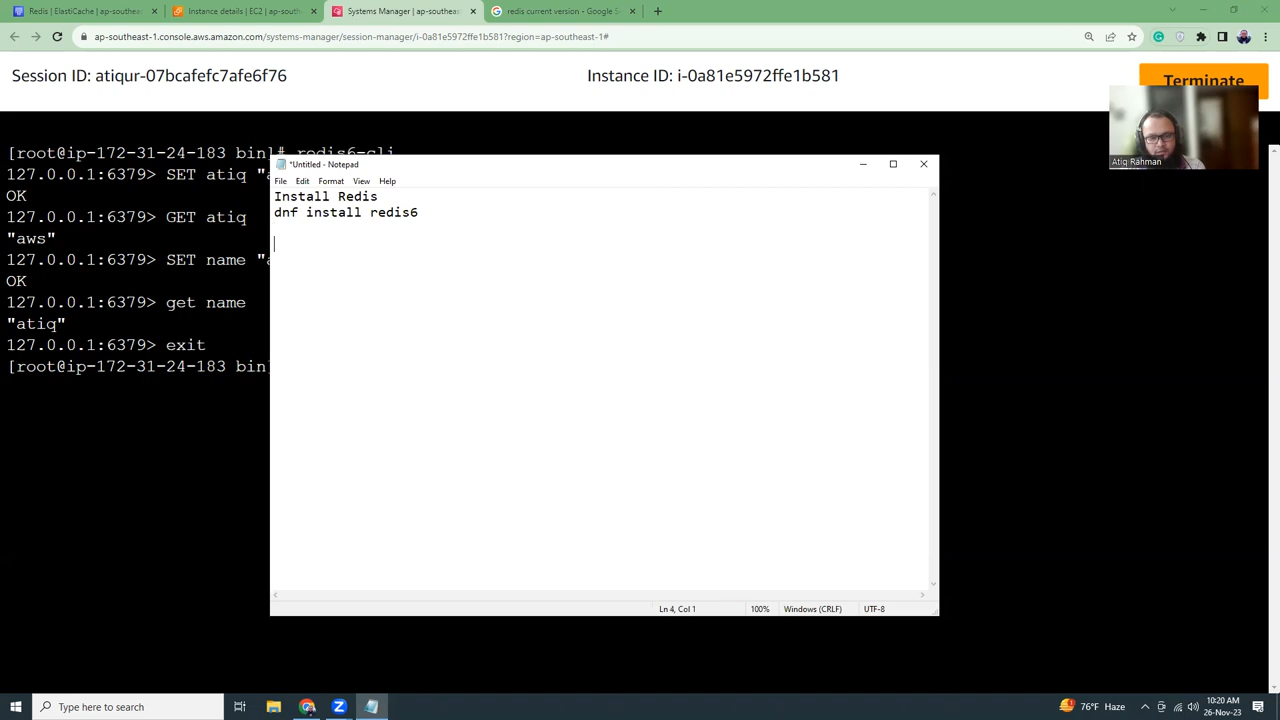 Redis | ElastiCache | ap-southeas
Instance details | EC2 | ap-south
Systems Manager | ap-southeas
redis current version - Google Se
ap-southeast-1.console.aws.amazon.com/systems-manager/session-manager/i-0a81e5972ffe1b581?region=ap-southeast-1#
Session ID: atiqur-07bcafefc7afe6f76
Instance ID: i-0a81e5972ffe1b581
Terminate
Atiq Rahman
[root@ip-172-31-24-183 bin]# redis6-cli
127.0.0.1:6379> SET atiq "a
OK
127.0.0.1:6379> GET atiq
"aws"
127.0.0.1:6379> SET name "a
OK
127.0.0.1:6379> get name
"atiq"
127.0.0.1:6379> exit
[root@ip-172-31-24-183 bin]
*Untitled - Notepad
File Edit Format View Help
Install Redis
dnf install redis6
Ln 4, Col 1
100%
Windows (CRLF)
UTF-8
Type here to search
76°F Haze
10:20 AM
26-Nov-23